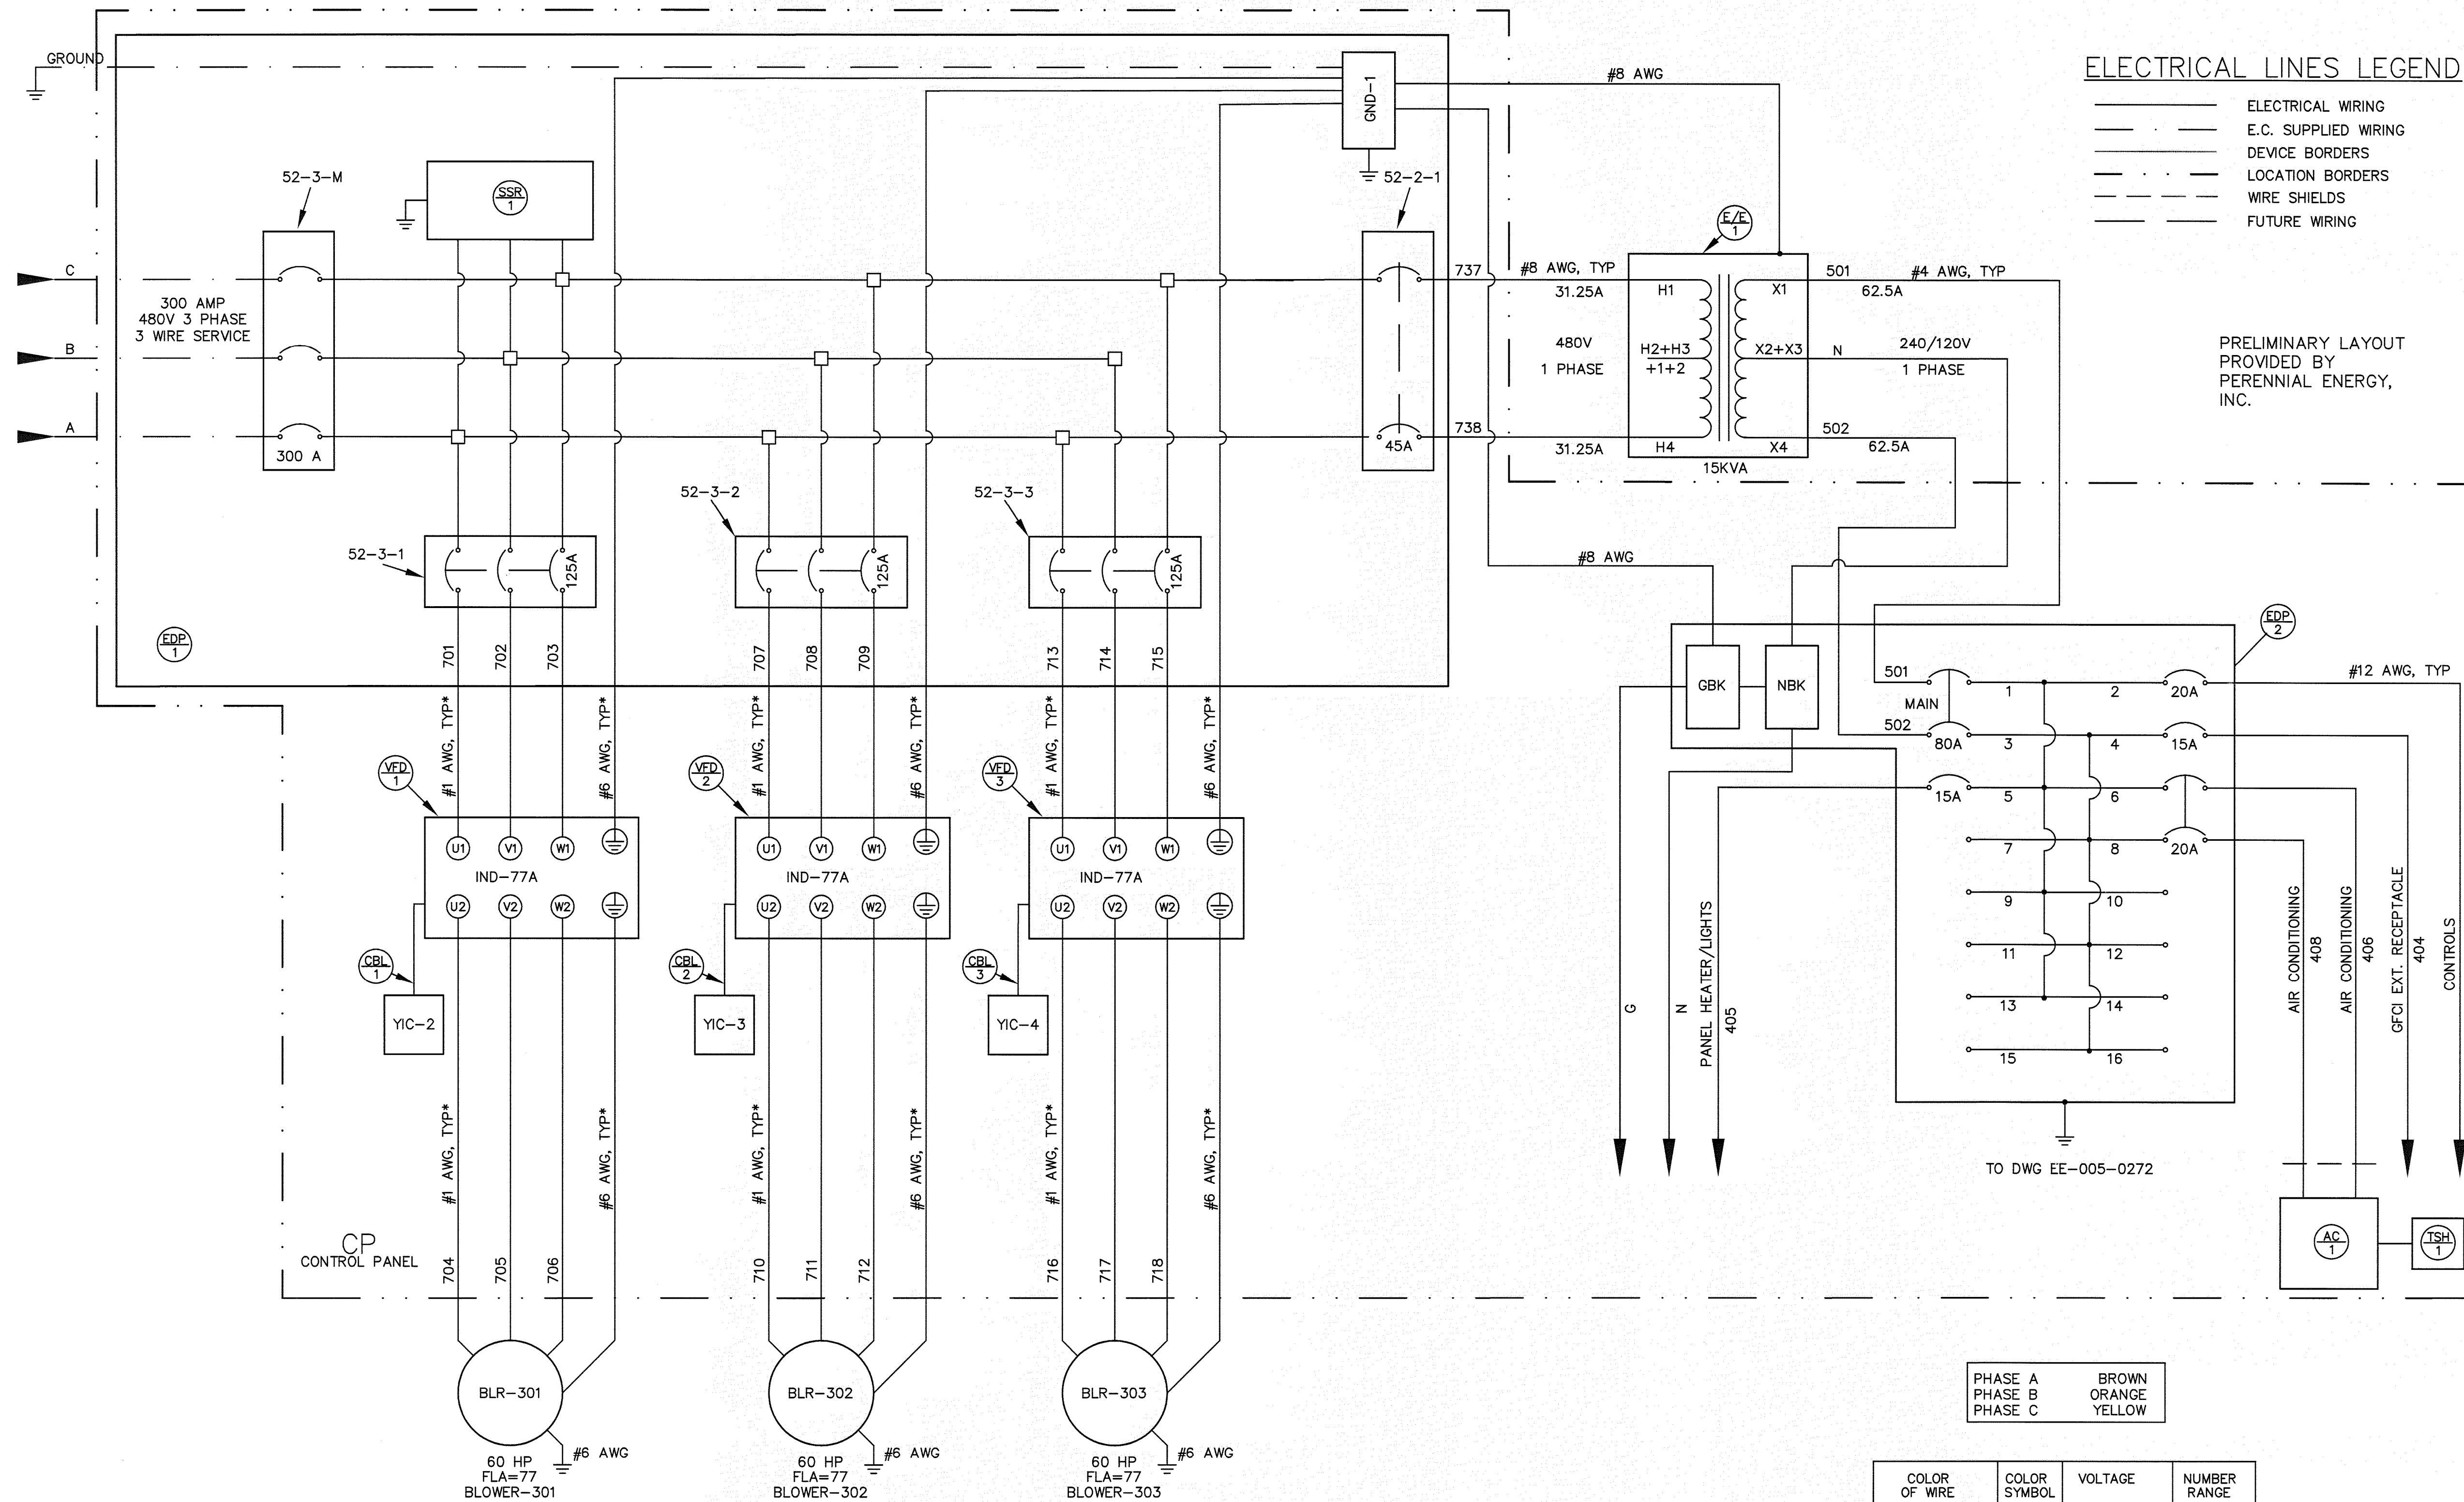 GROUND
GND-1
#8 AWG
ELECTRICAL LINES LEGEND
ELECTRICAL WIRING
E.C. SUPPLIED WIRING
DEVICE BORDERS
LOCATION BORDERS
WIRE SHIELDS
FUTURE WIRING
52-3-M
SSR
1
52-2-1
E/E
1
C
B
A
300 AMP
480V 3 PHASE
3 WIRE SERVICE
300 A
45A
737
738
#8 AWG, TYP
31.25A
480V
1 PHASE
31.25A
H1
H2+H3
+1+2
H4
X1
X2+X3
X4
15KVA
501
#4 AWG, TYP
62.5A
N
240/120V
1 PHASE
502
62.5A
PRELIMINARY LAYOUT
PROVIDED BY
PERENNIAL ENERGY,
INC.
52-3-1
52-3-2
52-3-3
125A
125A
125A
#8 AWG
EDP
1
EDP
2
701
702
703
707
708
709
713
714
715
#1 AWG, TYP*
#6 AWG, TYP*
#1 AWG, TYP*
#6 AWG, TYP*
#1 AWG, TYP*
#6 AWG, TYP*
VFD
1
VFD
2
VFD
3
U1
V1
W1
IND-77A
U2
V2
W2
U1
V1
W1
IND-77A
U2
V2
W2
U1
V1
W1
IND-77A
U2
V2
W2
CBL
1
CBL
2
CBL
3
YIC-2
YIC-3
YIC-4
GBK
NBK
501
MAIN
502
80A
15A
1
2
20A
3
4
15A
5
6
7
8
20A
9
10
11
12
13
14
15
16
#12 AWG, TYP
G
N
PANEL HEATER/LIGHTS
405
AIR CONDITIONING
408
AIR CONDITIONING
406
GFCI EXT. RECEPTACLE
404
CONTROLS
TO DWG EE-005-0272
AC
1
TSH
1
CP
CONTROL PANEL
#1 AWG, TYP*
#6 AWG, TYP*
#1 AWG, TYP*
#6 AWG, TYP*
#1 AWG, TYP*
#6 AWG, TYP*
704
705
706
710
711
712
716
717
718
BLR-301
BLR-302
BLR-303
#6 AWG
#6 AWG
#6 AWG
60 HP
FLA=77
BLOWER-301
60 HP
FLA=77
BLOWER-302
60 HP
FLA=77
BLOWER-303
PHASE A BROWN
PHASE B ORANGE
PHASE C YELLOW
COLOR
OF WIRE
COLOR
SYMBOL
VOLTAGE
NUMBER
RANGE